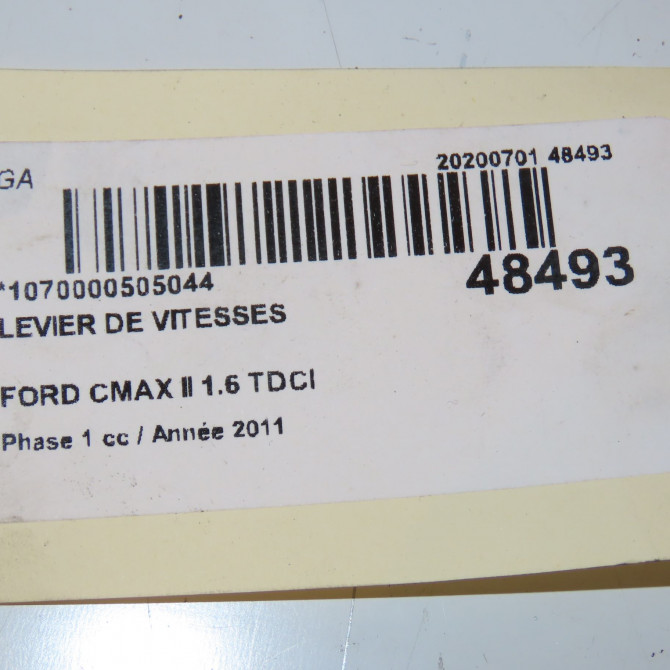 GA
20200701 48493
*1070000505044
48493
LEVIER DE VITESSES
FORD CMAX II 1.6 TDCI
Phase 1 cc / Année 2011